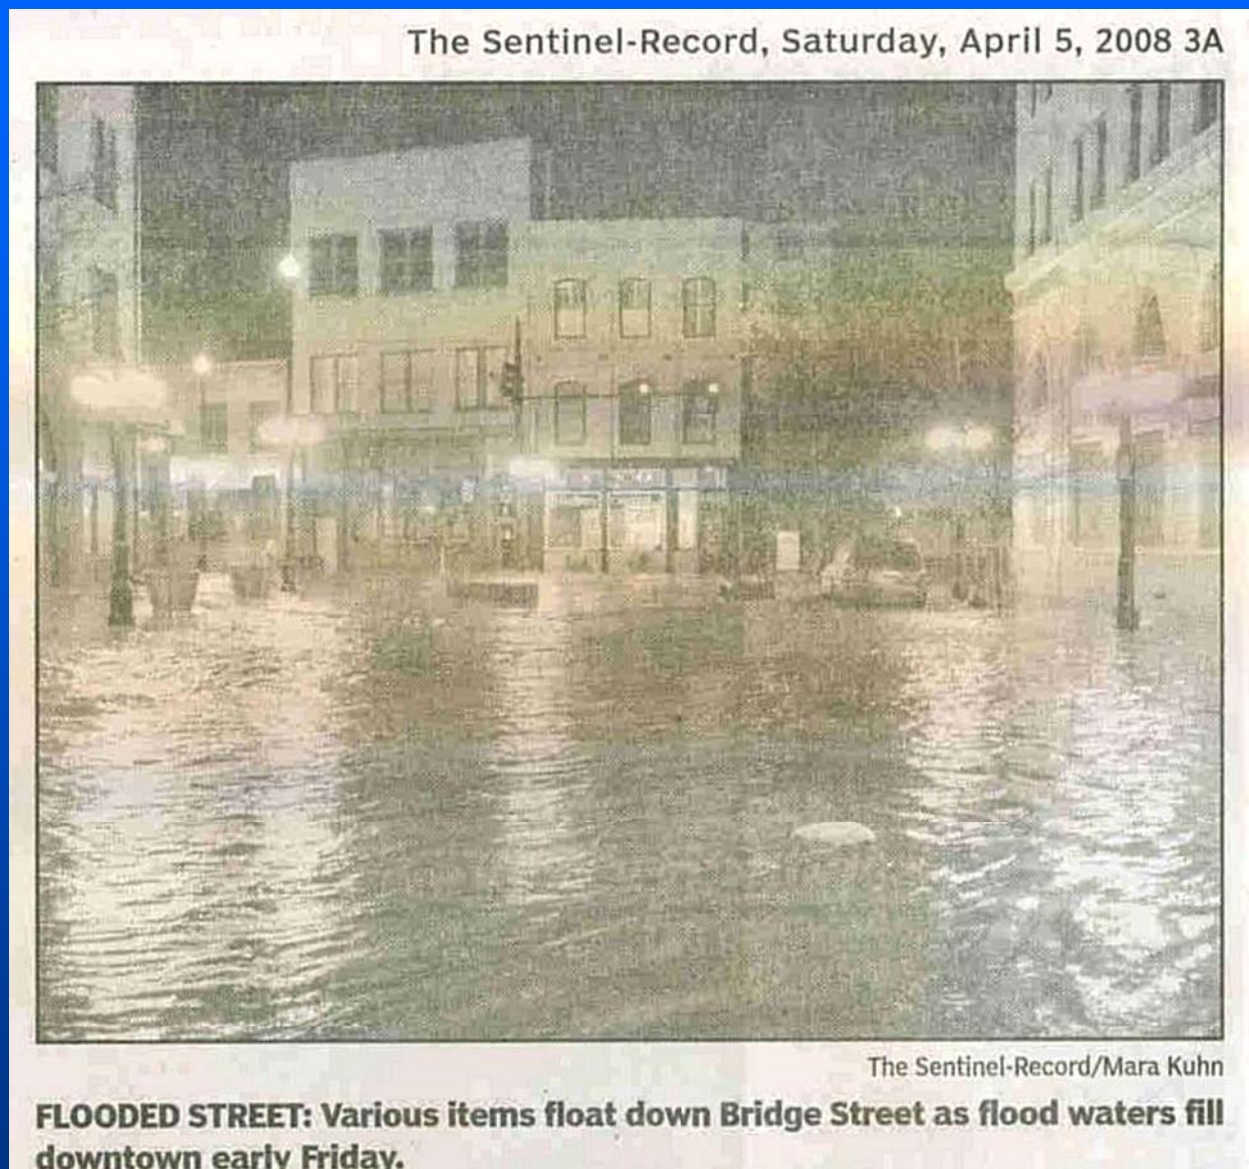 The Sentinel-Record, Saturday, April 5, 2008 3A
The Sentinel-Record/Mara Kuhn
FLOODED STREET: Various items float down Bridge Street as flood waters fill
downtown early Friday.